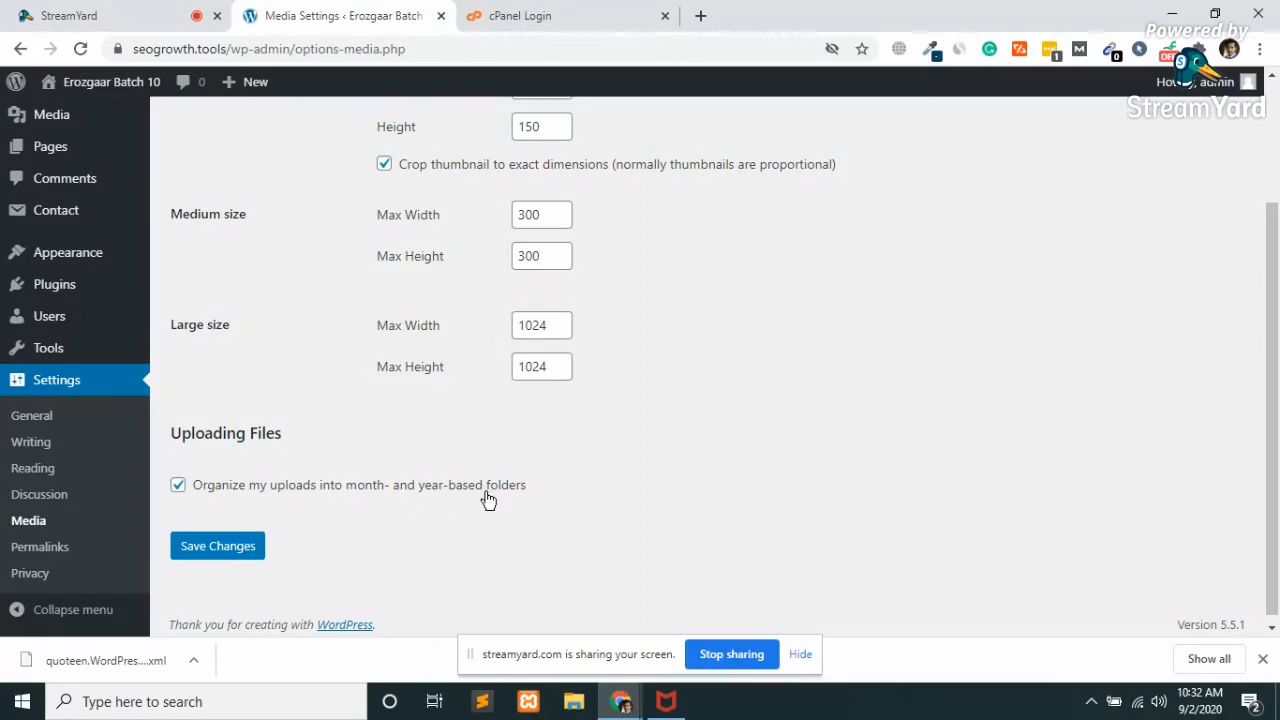 StreamYard
Media Settings ‹ Erozgaar Batch
cPanel Login
Powered by
StreamYard
seogrowth.tools/wp-admin/options-media.php
1
0
OFF
Erozgaar Batch 10
0
New
admin
Media
Pages
Comments
Contact
Appearance
Plugins
Users
Tools
Settings
General
Writing
Reading
Discussion
Media
Permalinks
Privacy
Collapse menu
Height 150
Crop thumbnail to exact dimensions (normally thumbnails are proportional)
Medium size Max Width 300
Max Height 300
Large size Max Width 1024
Max Height 1024
Uploading Files
Organize my uploads into month- and year-based folders
Save Changes
Thank you for creating with WordPress.
Version 5.5.1
quoteen.WordPres....xml
streamyard.com is sharing your screen. Stop sharing Hide
Show all
Type here to search
10:32 AM
9/2/2020
2